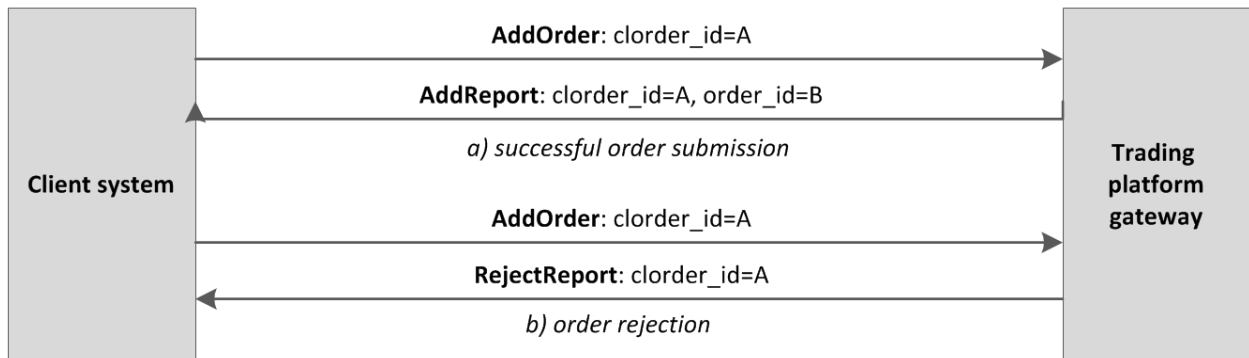 AddOrder: clorder_id=A
AddReport: clorder_id=A, order_id=B
a) successful order submission
Client system
Trading
platform
gateway
AddOrder: clorder_id=A
RejectReport: clorder_id=A
b) order rejection